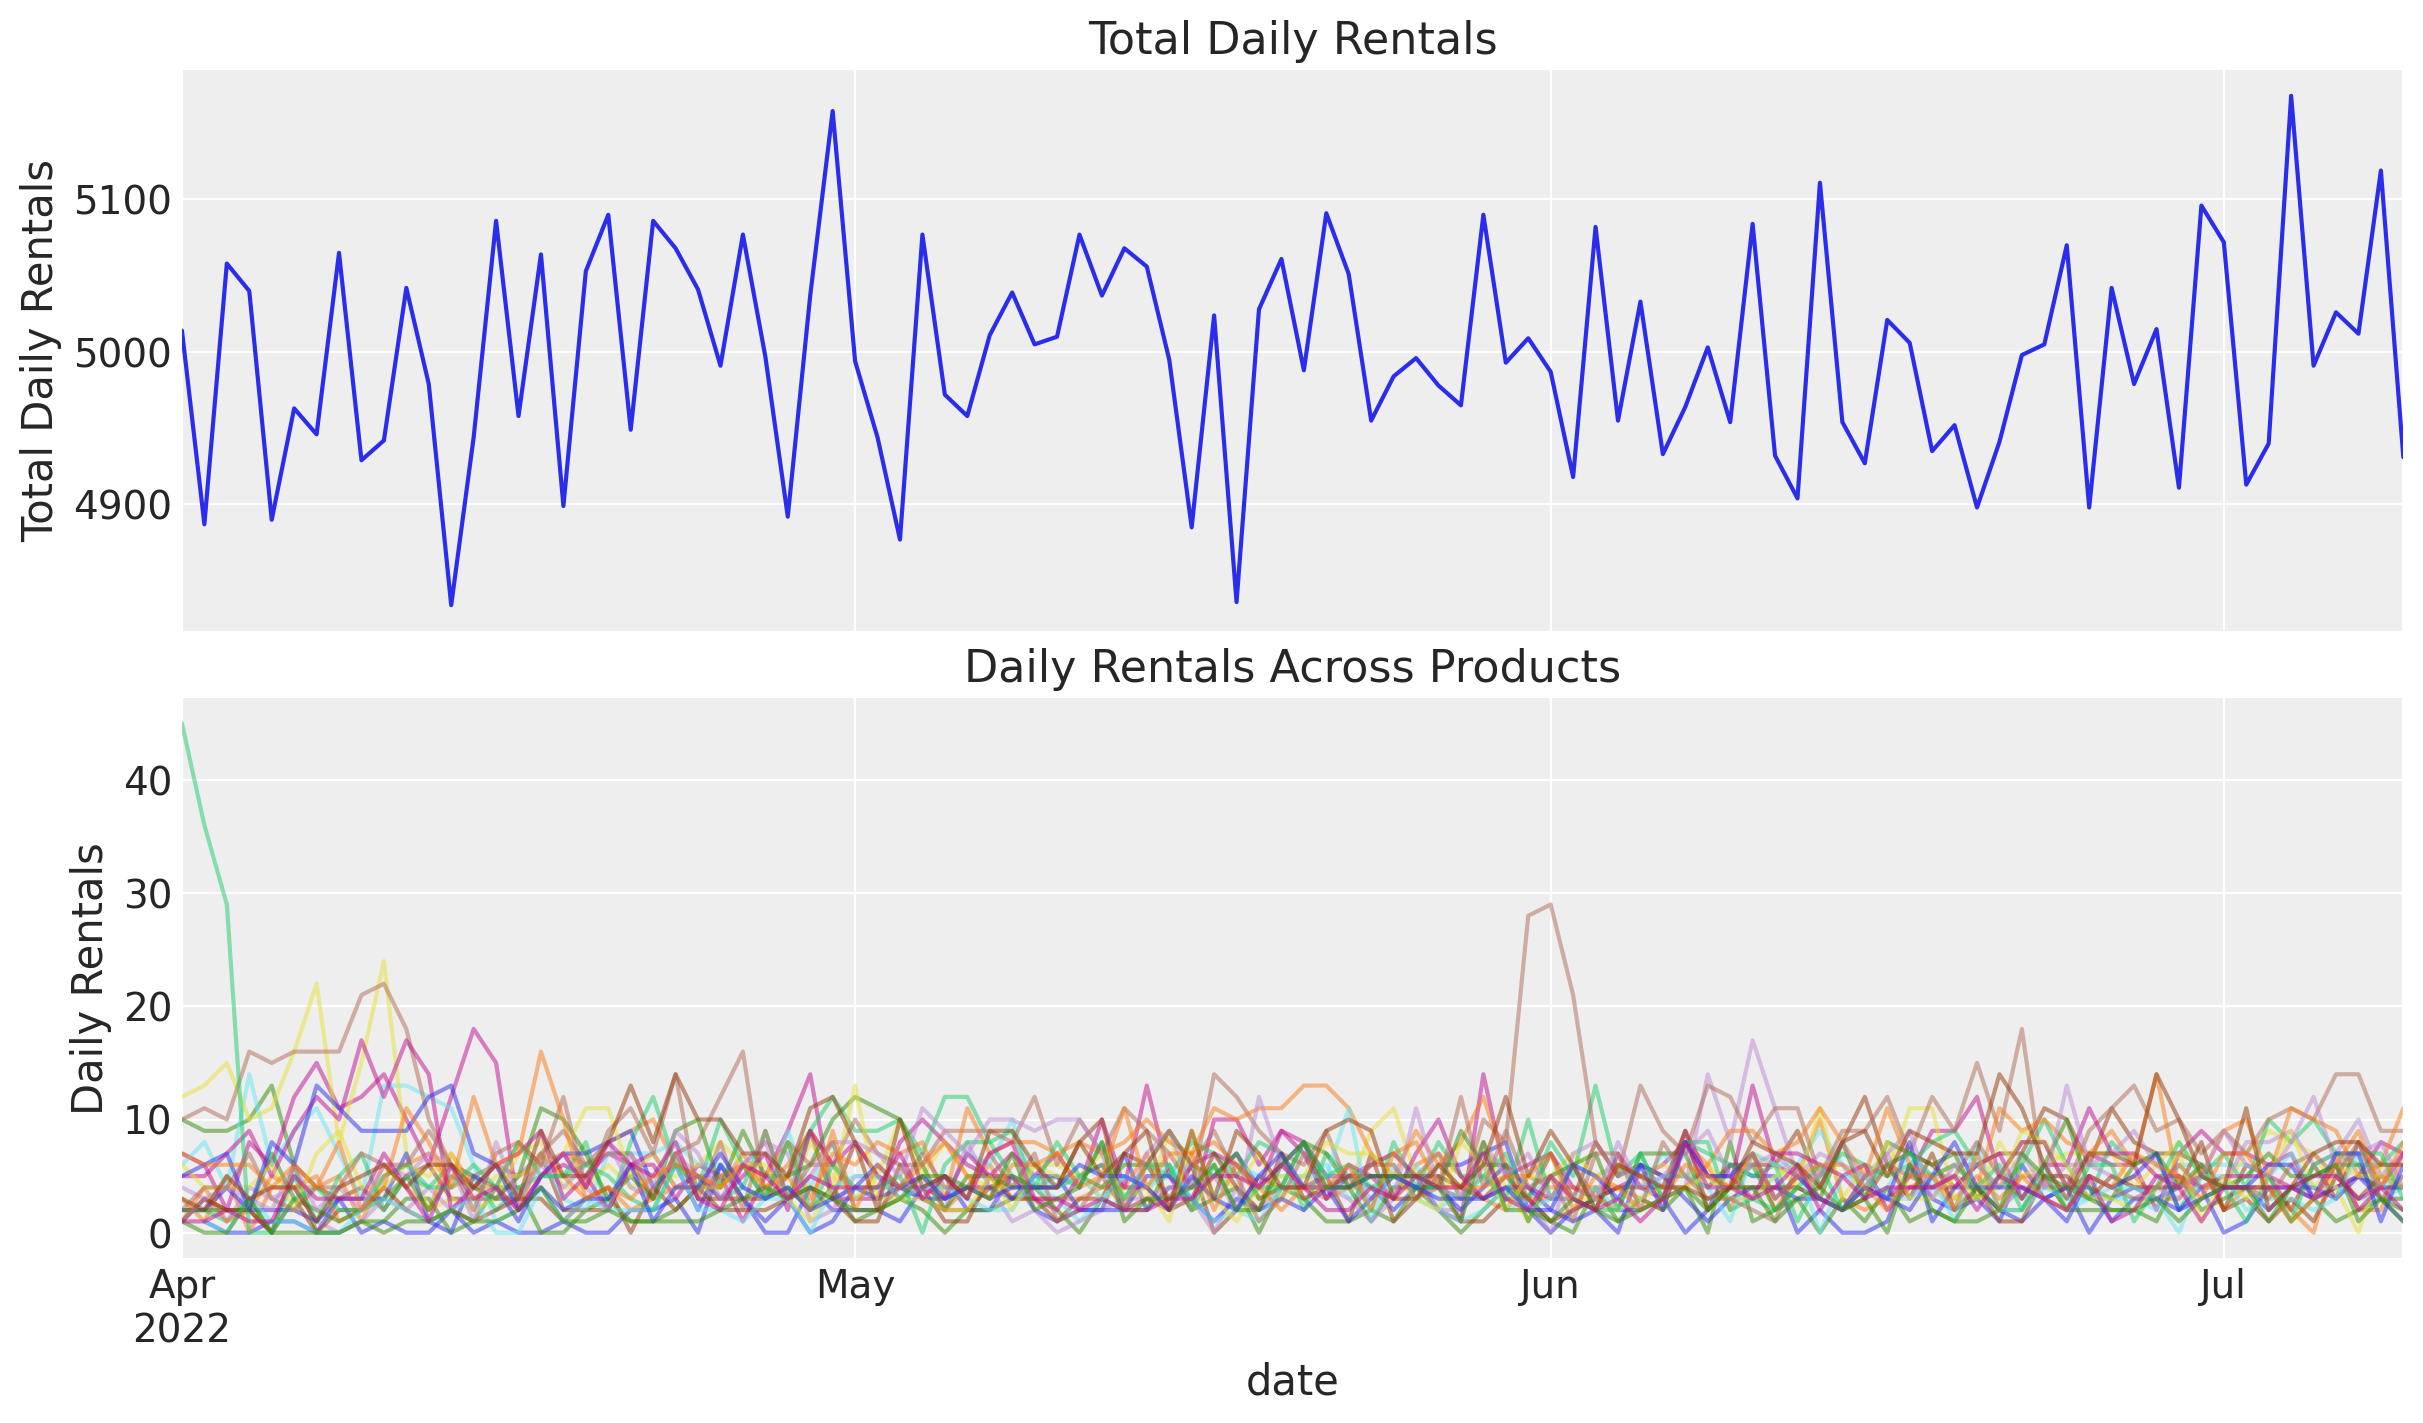 Total Daily Rentals
Total Daily Rentals
5100
5000
4900
Daily Rentals Across Products
Daily Rentals
40
30
20
10
0
Apr
2022
May
Jun
Jul
date